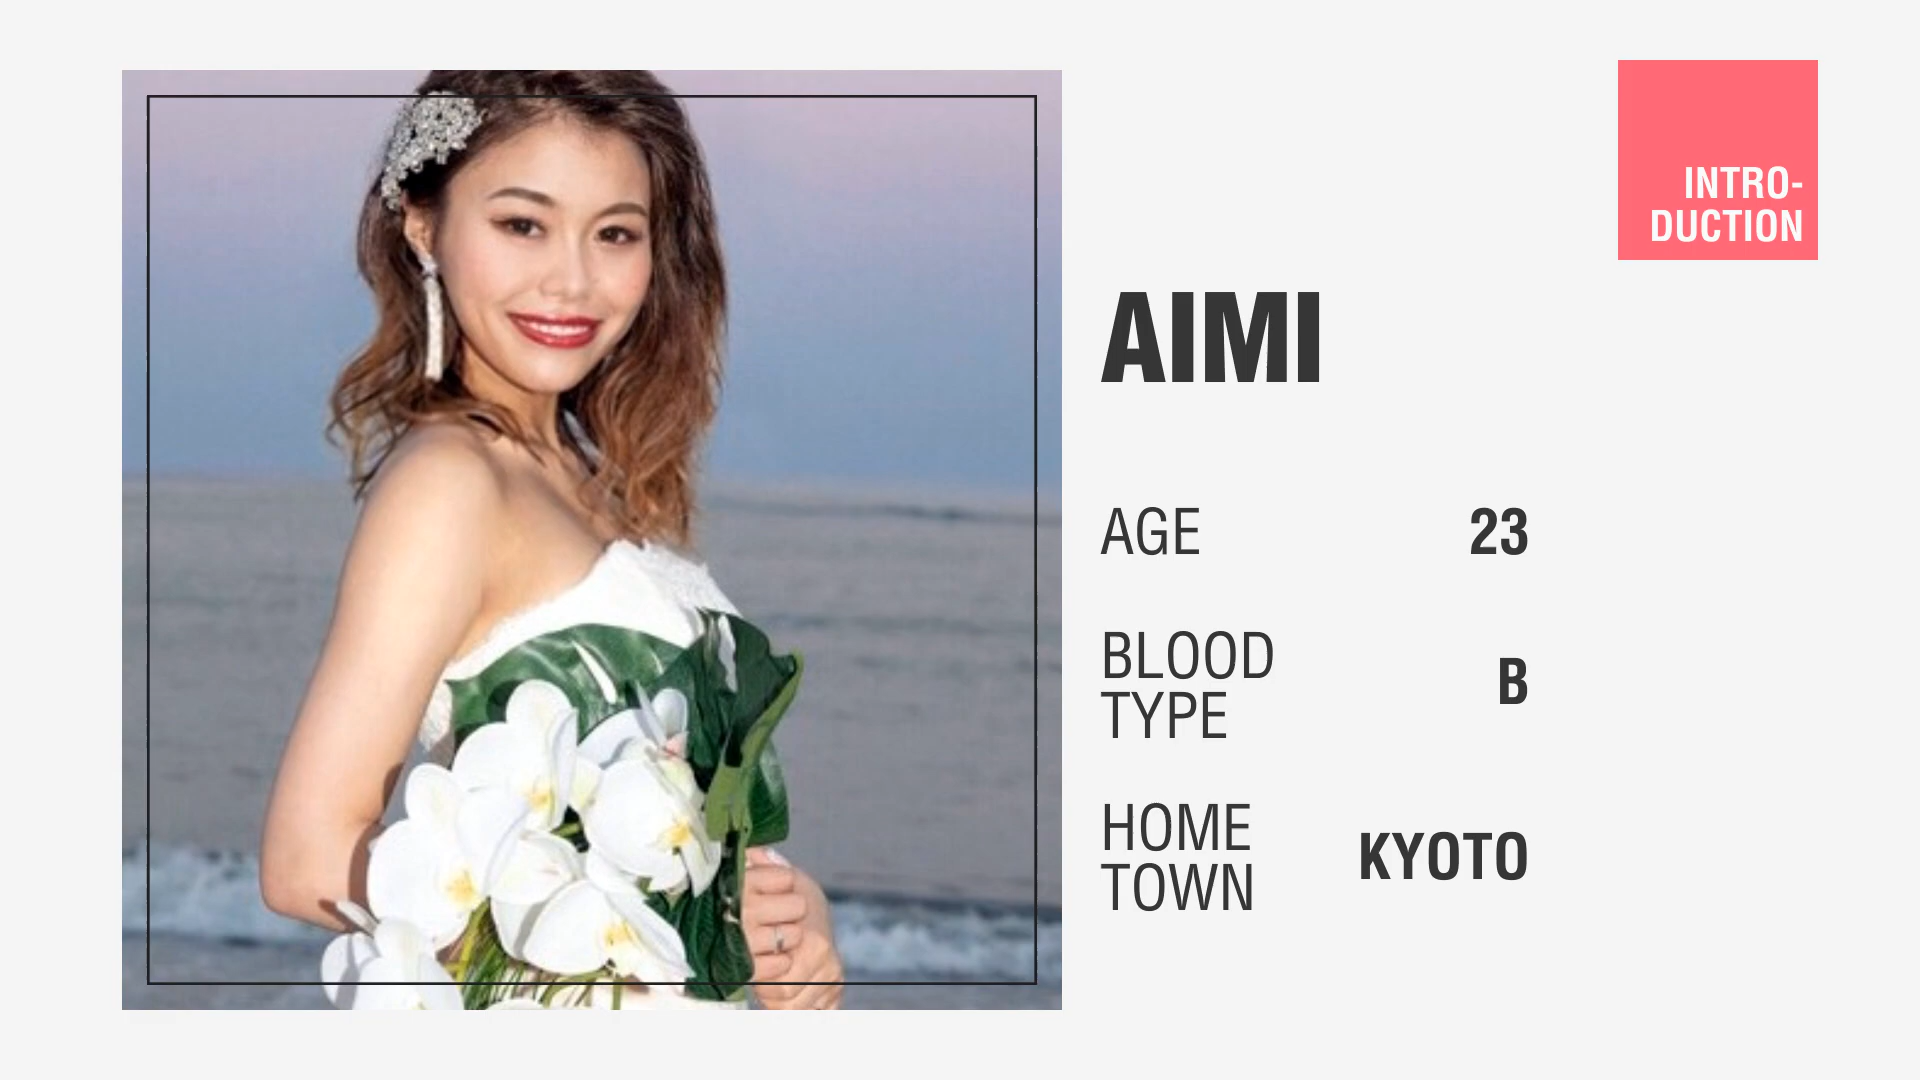 INTRO-
DUCTION
AIMI
AGE 23
BLOOD
TYPE
B
HOME
TOWN
KYOTO